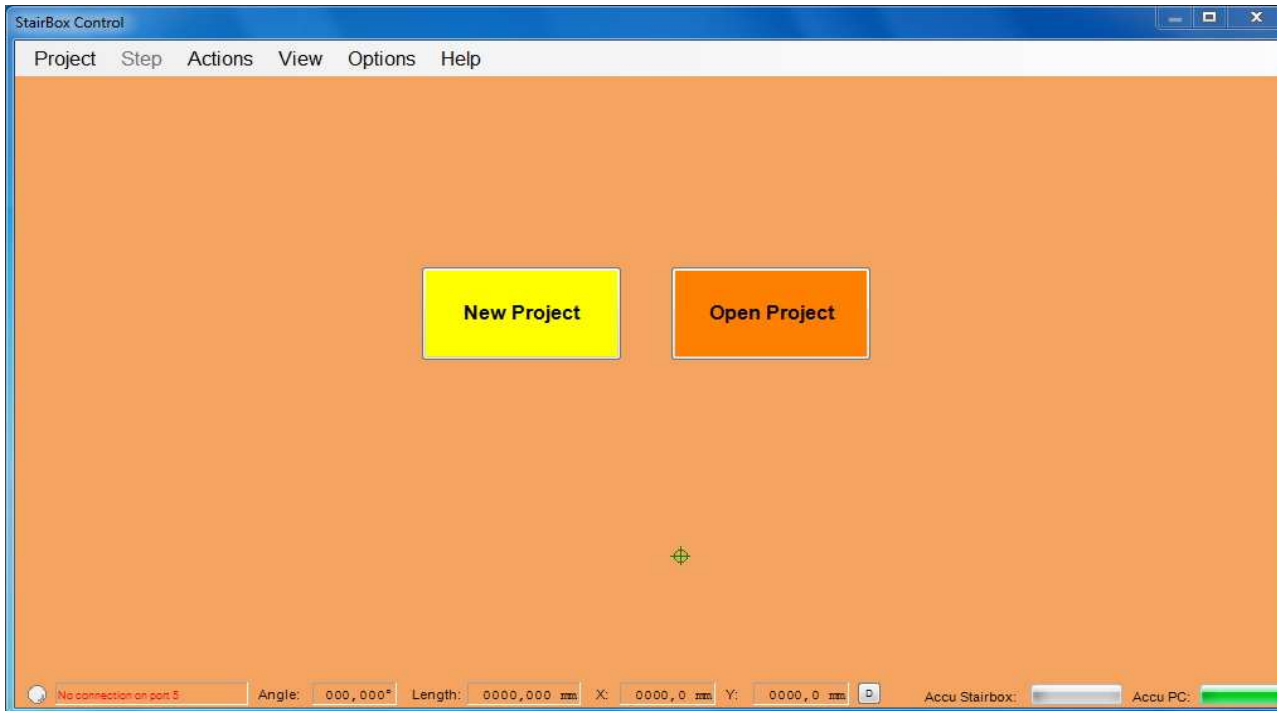 StairBox Control
Project Step Actions View Options Help
New Project Open Project
No connection on port 5 Angle: 000,000° Length: 0000,000 mm X: 0000,0 mm Y: 0000,0 mm D Accu Stairbox: Accu PC: